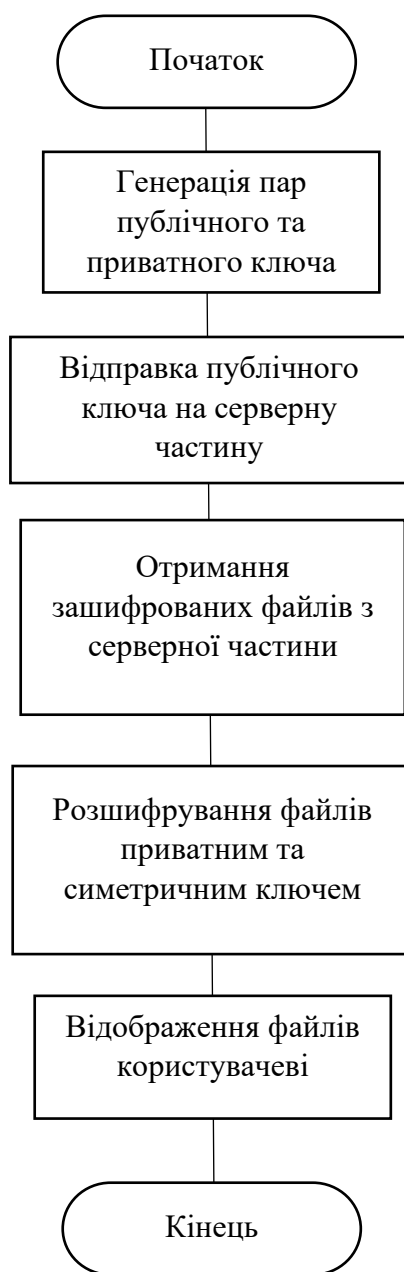 Початок
Генерація пар
публічного та
приватного ключа
Відправка публічного
ключа на серверну
частину
Отримання
зашифрованих файлів з
серверної частини
Розшифрування файлів
приватним та
симетричним ключем
Відображення файлів
користувачеві
Кінець